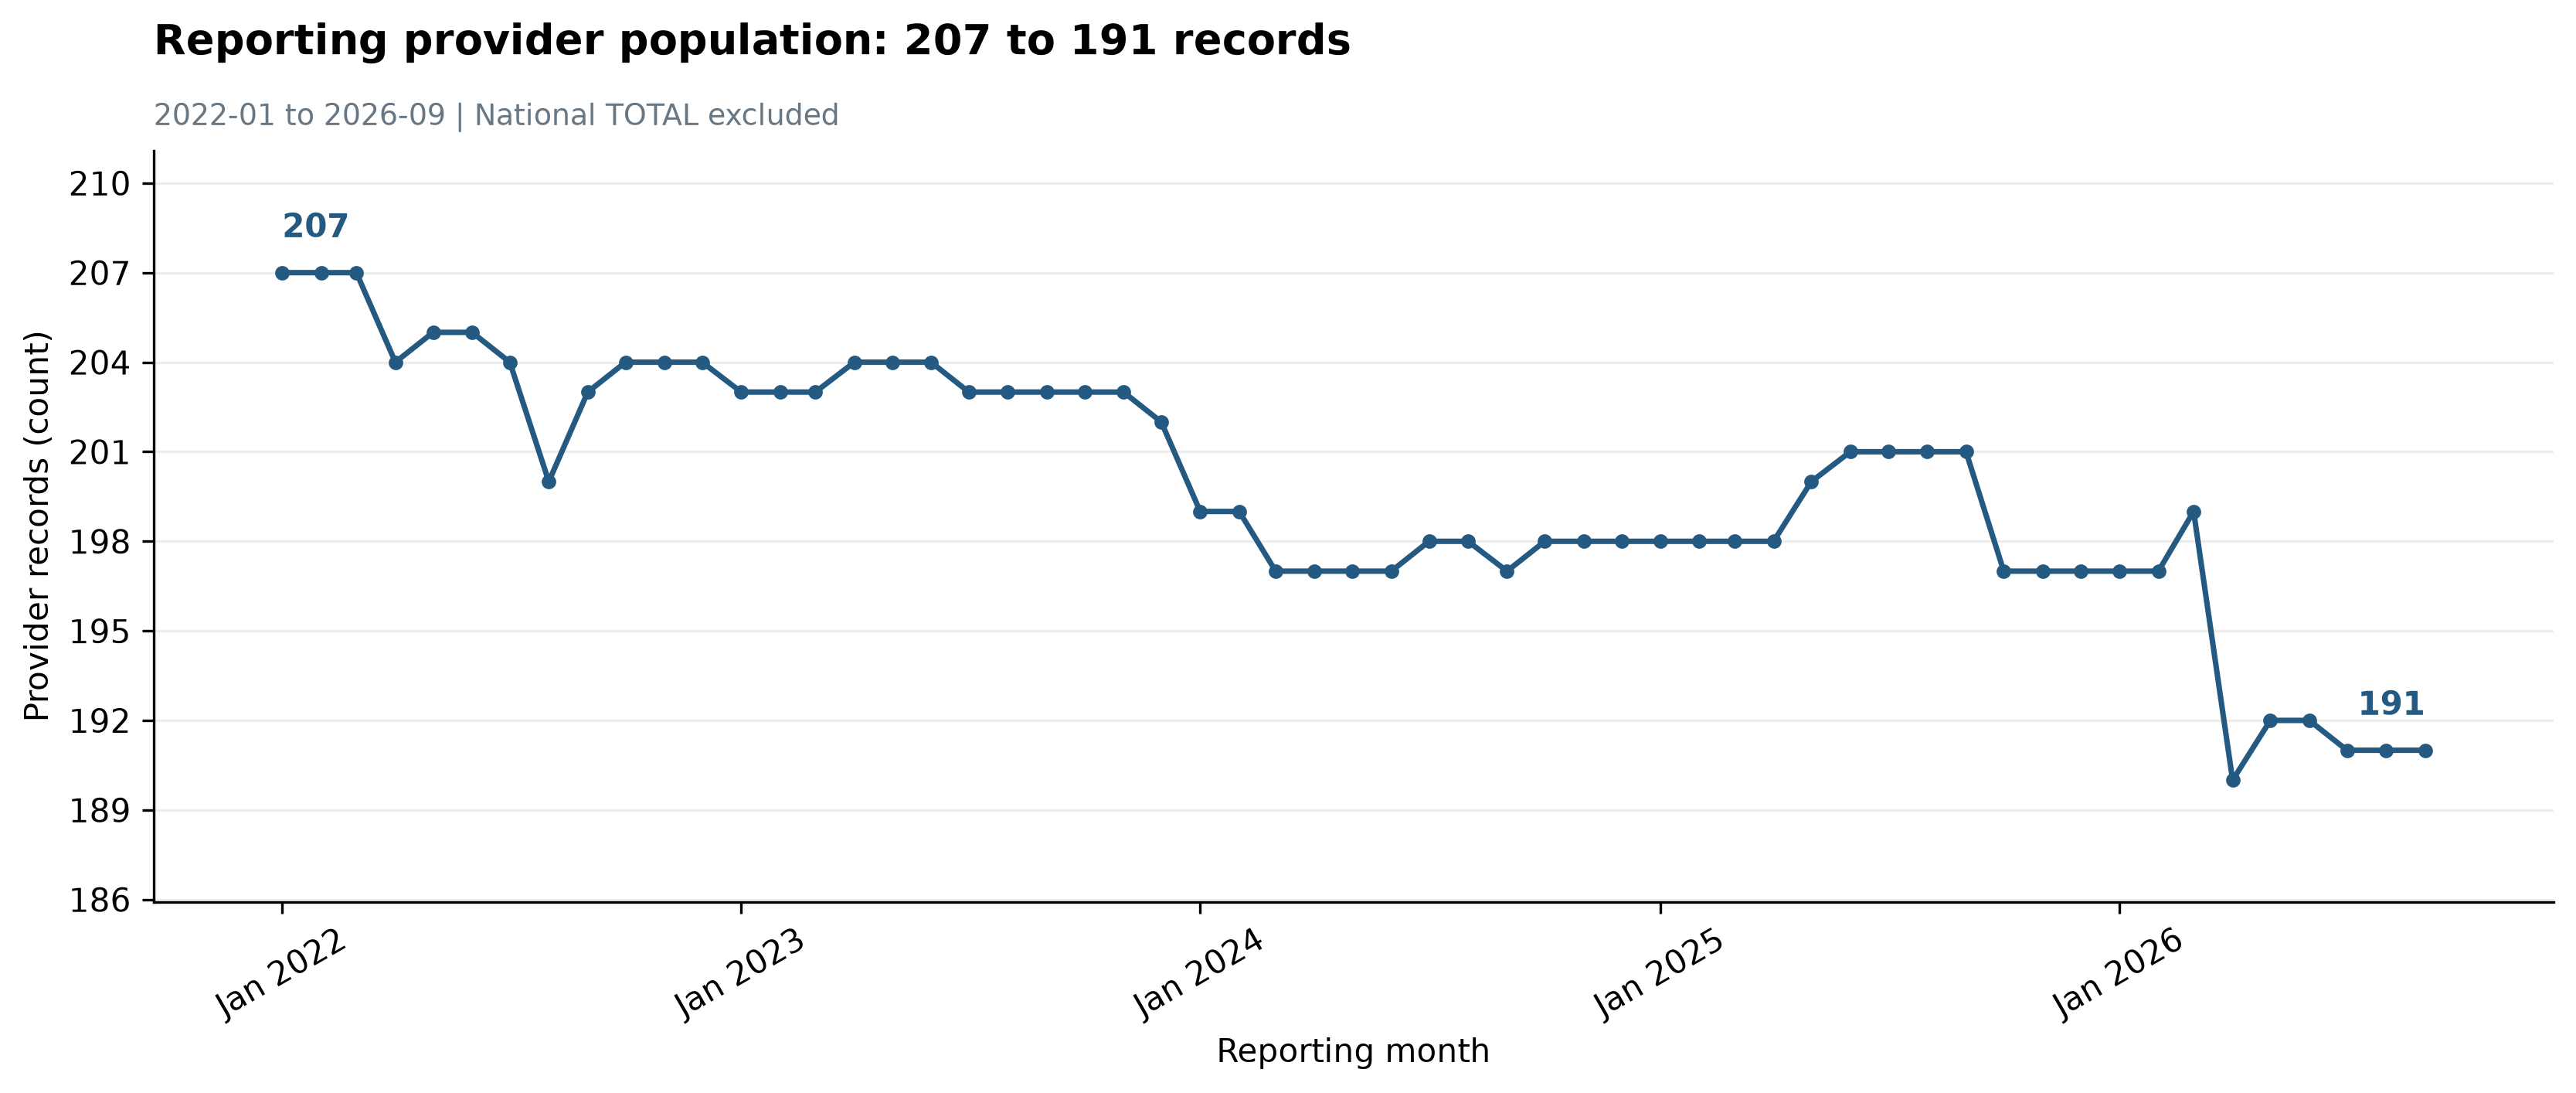 Reporting provider population: 207 to 191 records
2022-01 to 2026-09 | National TOTAL excluded
Provider records (count)
210
207
204
201
198
195
192
189
186
207
191
Jan 2022
Jan 2023
Jan 2024
Jan 2025
Jan 2026
Reporting month